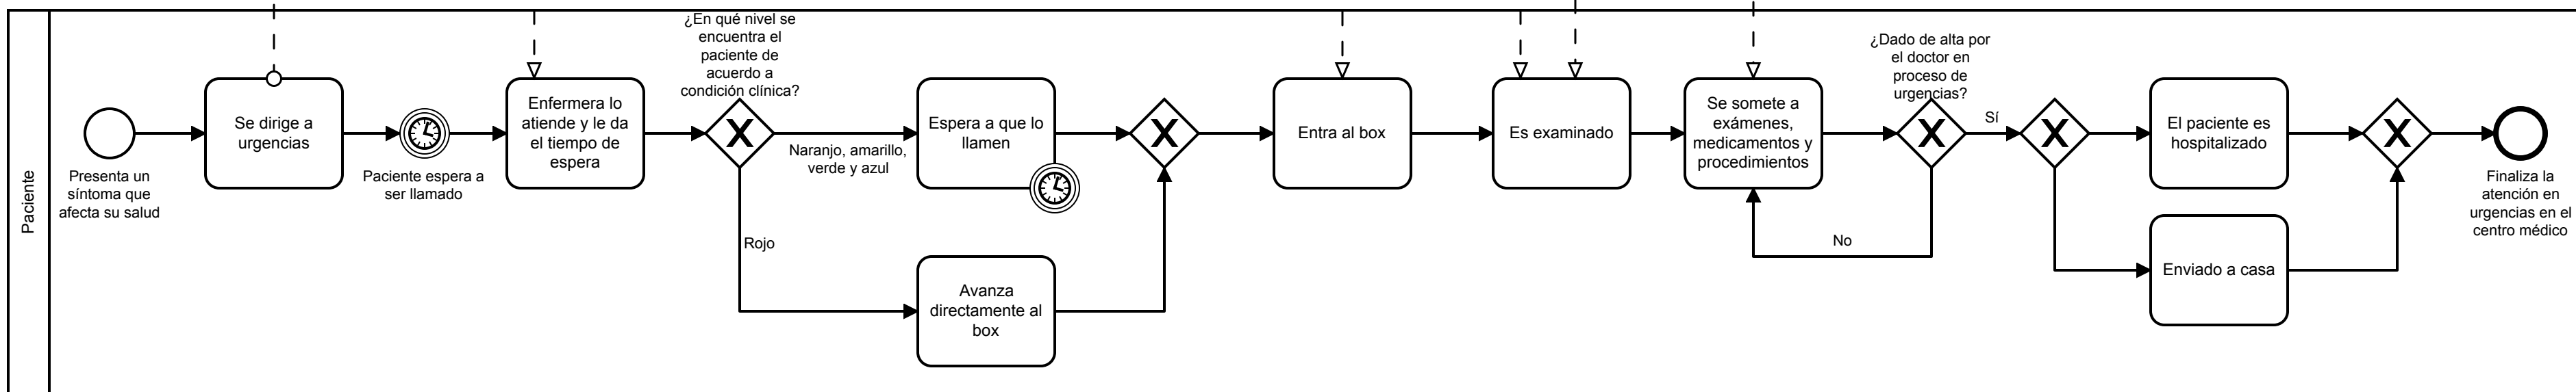 Paciente
Presenta un
síntoma que
afecta su salud
Se dirige a
urgencias
Paciente espera a
ser llamado
Enfermera lo
atiende y le da
el tiempo de
espera
¿En qué nivel se
encuentra el
paciente de
acuerdo a
condición clínica?
Naranjo, amarillo,
verde y azul
Rojo
Espera a que lo
llamen
Avanza
directamente al
box
Entra al box
Es examinado
Se somete a
exámenes,
medicamentos y
procedimientos
¿Dado de alta por
el doctor en
proceso de
urgencias?
Sí
No
El paciente es
hospitalizado
Enviado a casa
Finaliza la
atención en
urgencias en el
centro médico